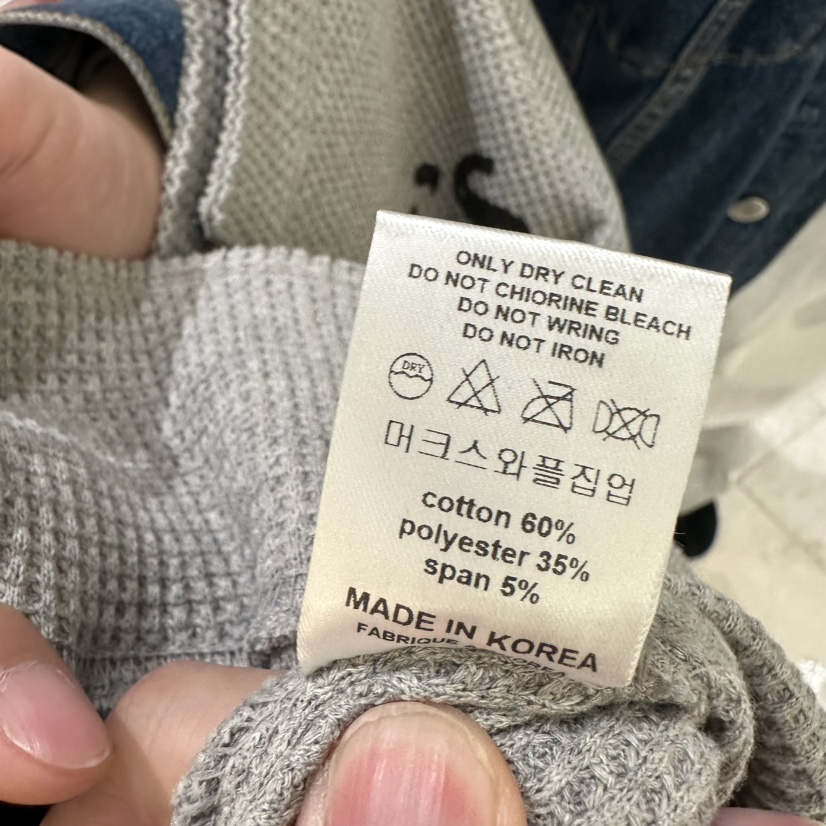 ONLY DRY CLEAN
DO NOT CHIORINE BLEACH
DO NOT WRING
DO NOT IRON
DRY
머크스와플집업
cotton 60%
polyester 35%
span 5%
MADE IN KOREA
FABRIQUE